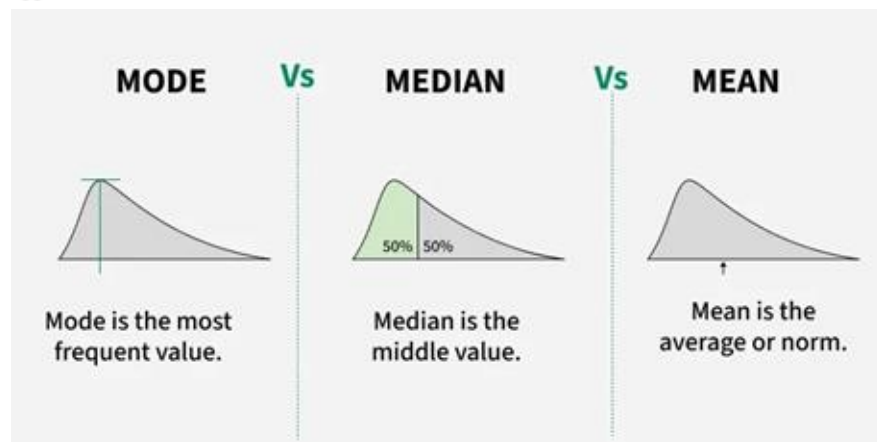 MODE
Vs
MEDIAN
Vs
MEAN
50% 50%
Mode is the most
frequent value.
Median is the
middle value.
Mean is the
average or norm.